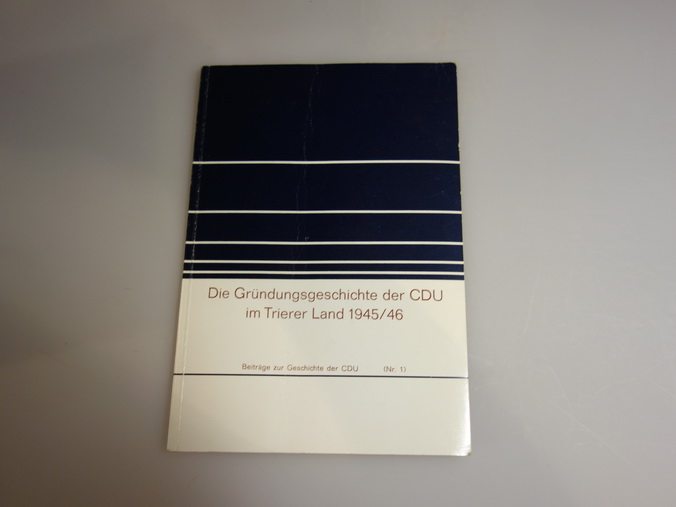 Die Gründungsgeschichte der CDU
im Trierer Land 1945/46
Beiträge zur Geschichte der CDU (Nr. 1)